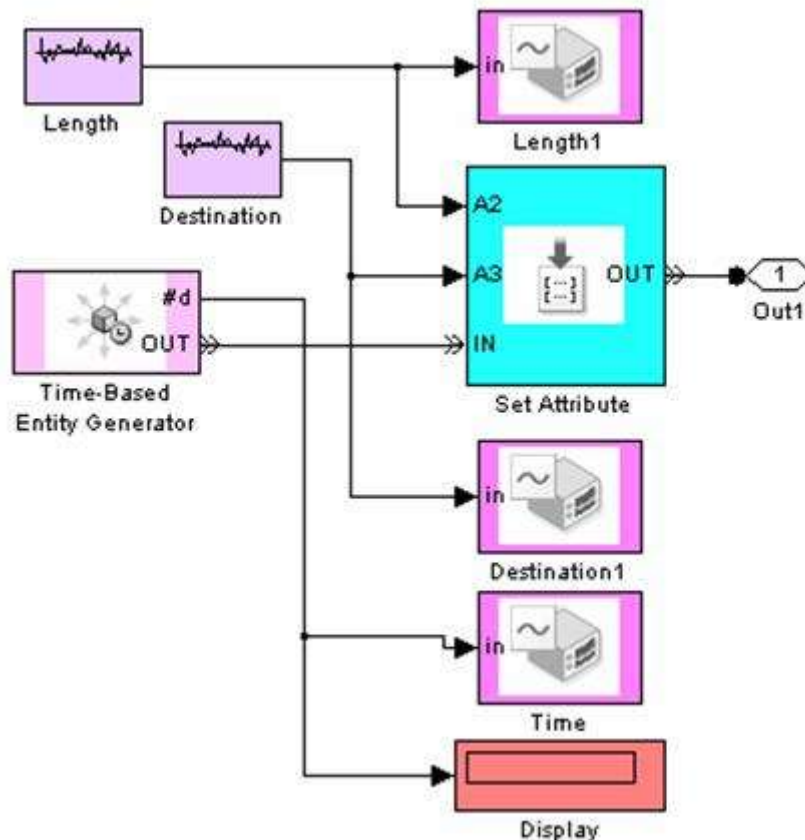 Length
in
Length1
Destination
A2
A3
OUT
IN
Set Attribute
1
Out1
#d
OUT
Time-Based
Entity Generator
in
Destination1
in
Time
Display